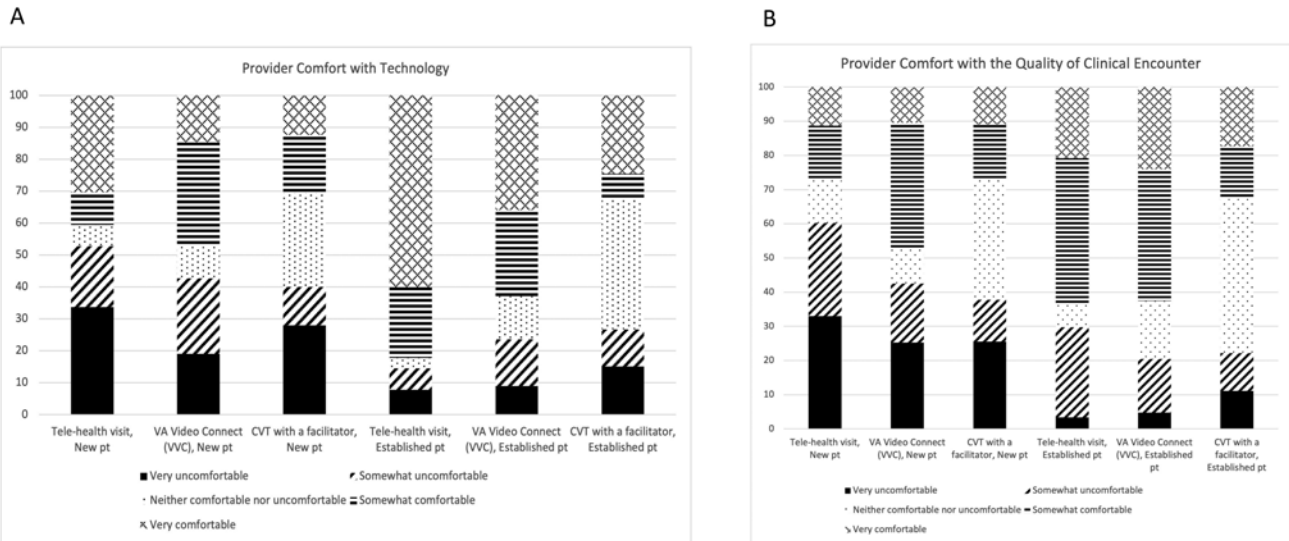 A
Provider Comfort with Technology
100
90
80
70
60
50
40
30
20
10
0
Tele-health visit,
New pt
VA Video Connect
(VVC), New pt
CVT with a facilitator,
New pt
Tele-health visit,
Established pt
VA Video Connect
(VVC), Established pt
CVT with a facilitator,
Established pt
Very uncomfortable
Somewhat uncomfortable
Neither comfortable nor uncomfortable
Somewhat comfortable
Very comfortable
B
Provider Comfort with the Quality of Clinical Encounter
100
90
80
70
60
50
40
30
20
10
0
Tele-health visit,
New pt
VA Video Connect
(VVC), New pt
CVT with a
facilitator, New pt
Tele-health visit,
Established pt
VA Video Connect
(VVC), Established
pt
CVT with a
facilitator,
Established pt
Very uncomfortable
Somewhat uncomfortable
Neither comfortable nor uncomfortable
Somewhat comfortable
Very comfortable